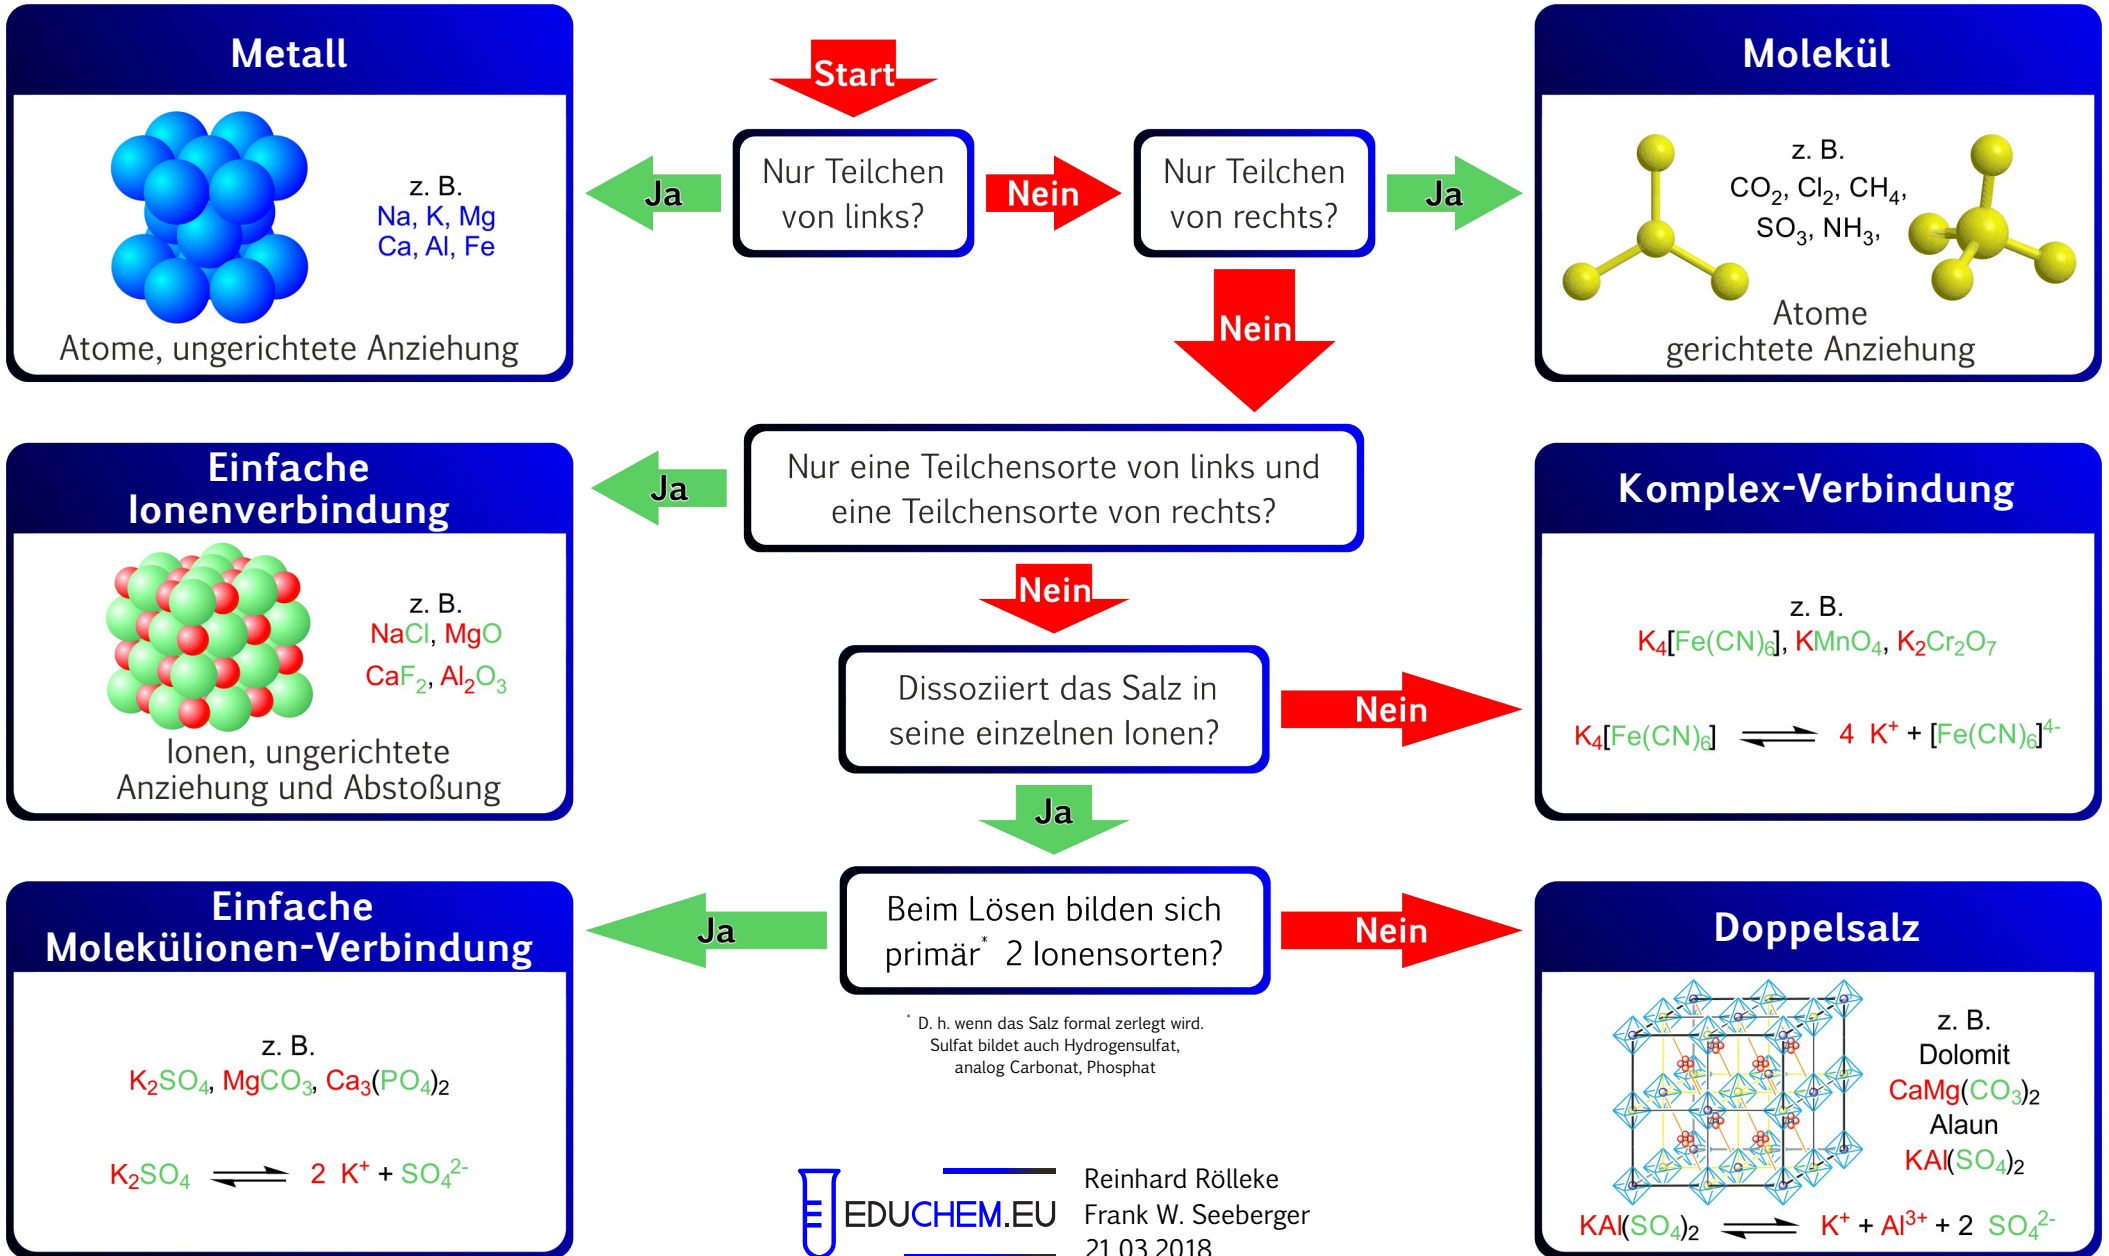 Metall
z. B.
Na, K, Mg
Ca, Al, Fe
Atome, ungerichtete Anziehung
Start
Nur Teilchen
von links?
Ja
Nein
Nur Teilchen
von rechts?
Ja
Nein
Molekül
z. B.
CO₂, Cl₂, CH₄,
SO₃, NH₃,
Atome
gerichtete Anziehung
Einfache
Ionenverbindung
z. B.
NaCl, MgO
CaF₂, Al₂O₃
Ionen, ungerichtete
Anziehung und Abstoßung
Ja
Nur eine Teilchensorte von links und
eine Teilchensorte von rechts?
Nein
Dissoziiert das Salz in
seine einzelnen Ionen?
Nein
Ja
Komplex-Verbindung
z. B.
K₄[Fe(CN)₆], KMnO₄, K₂Cr₂O₇
K₄[Fe(CN)₆] ⇌ 4 K⁺ + [Fe(CN)₆]⁴⁻
Einfache
Molekülionen-Verbindung
z. B.
K₂SO₄, MgCO₃, Ca₃(PO₄)₂
K₂SO₄ ⇌ 2 K⁺ + SO₄²⁻
Ja
Beim Lösen bilden sich
primär* 2 Ionensorten?
Nein
* D. h. wenn das Salz formal zerlegt wird.
Sulfat bildet auch Hydrogensulfat,
analog Carbonat, Phosphat
Doppelsalz
z. B.
Dolomit
CaMg(CO₃)₂
Alaun
KAl(SO₄)₂
KAl(SO₄)₂ ⇌ K⁺ + Al³⁺ + 2 SO₄²⁻
EDUCHEM.EU
Reinhard Rölleke
Frank W. Seeberger
21.03.2018